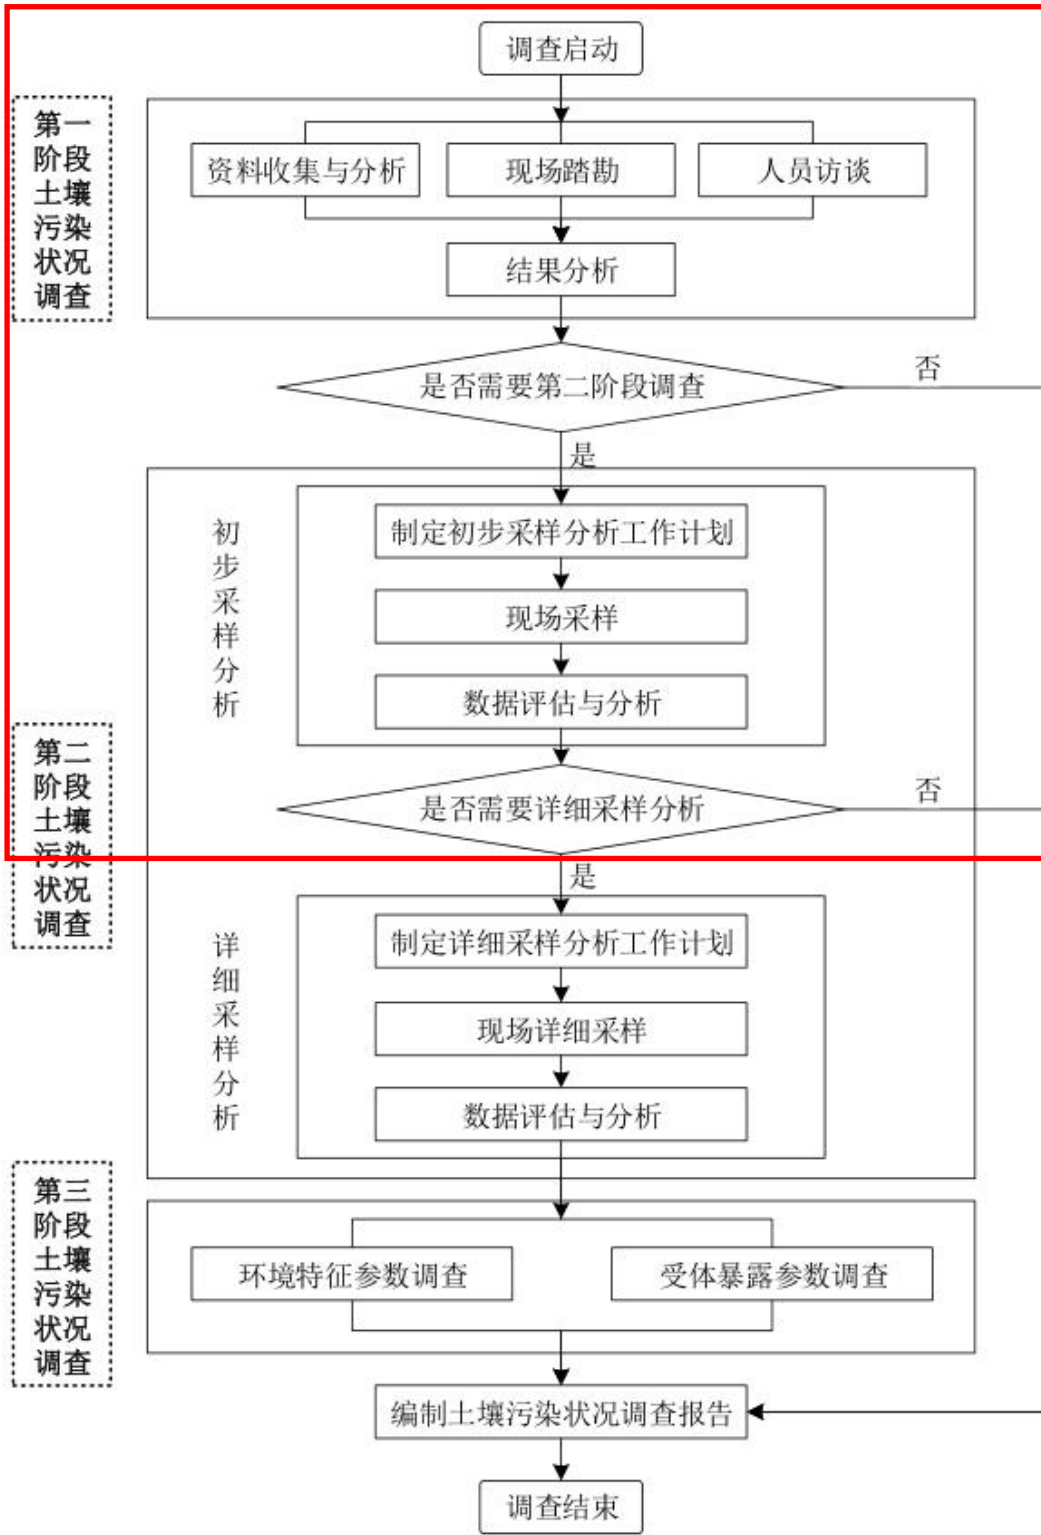 调查启动
第一
阶段
土壤
污染
状况
调查
资料收集与分析
现场踏勘
人员访谈
结果分析
是否需要第二阶段调查
否
是
初
步
采
样
分
析
制定初步采样分析工作计划
现场采样
数据评估与分析
第二
阶段
土壤
污染
状况
调查
是否需要详细采样分析
否
是
详
细
采
样
分
析
制定详细采样分析工作计划
现场详细采样
数据评估与分析
第三
阶段
土壤
污染
状况
调查
环境特征参数调查
受体暴露参数调查
编制土壤污染状况调查报告
调查结束